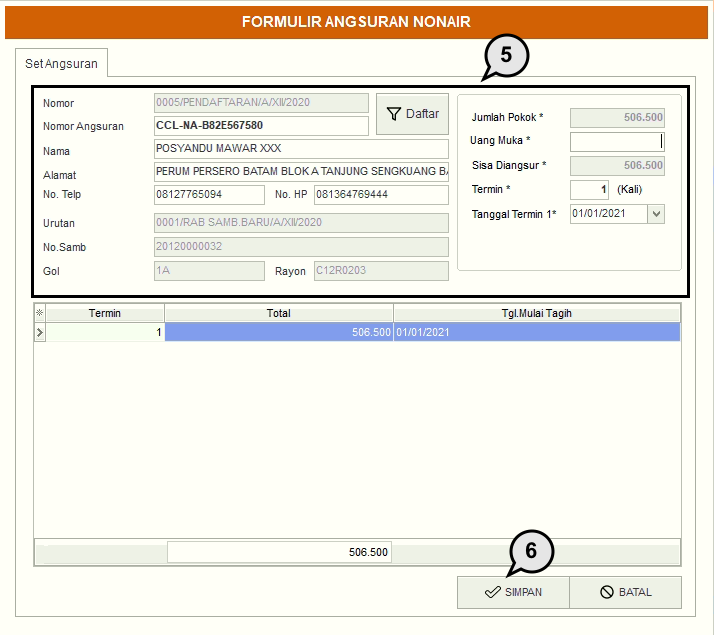 FORMULIR ANGSURAN NONAIR
5
Set Angsuran
Nomor 0005/PENDAFTARAN/A/XII/2020 Daftar
Nomor Angsuran CCL-NA-B82E567580
Nama POSYANDU MAWAR XXX
Alamat PERUM PERSERO BATAM BLOK A TANJUNG SENGKUANG BA
No. Telp 08127765094 No. HP 081364769444
Urutan 0001/RAB SAMB.BARU/A/XII/2020
No.Samb 20120000032
Gol 1A Rayon C12R0203
Jumlah Pokok * 506.500
Uang Muka *
Sisa Diangsur * 506.500
Termin * 1 (Kali)
Tanggal Termin 1* 01/01/2021
Termin Total Tgl.Mulai Tagih
1 506.500 01/01/2021
506.500
6
SIMPAN BATAL